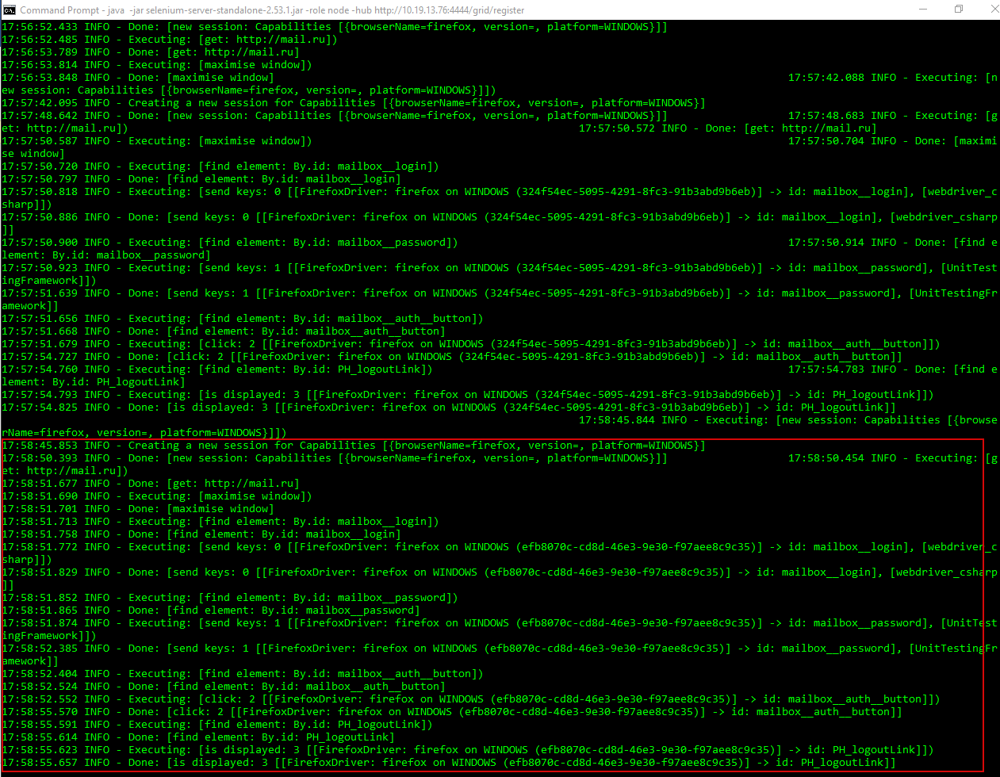 Command Prompt - java  -jar selenium-server-standalone-2.53.1.jar -role node -hub http://10.19.13.76:4444/grid/register
17:56:52.433 INFO - Done: [new session: Capabilities [{browserName=firefox, version=, platform=WINDOWS}]]
17:56:52.485 INFO - Executing: [get: http://mail.ru])
17:56:53.789 INFO - Done: [get: http://mail.ru]
17:56:53.814 INFO - Executing: [maximise window])
17:56:53.848 INFO - Done: [maximise window] 17:57:42.088 INFO - Executing: [n
ew session: Capabilities [{browserName=firefox, version=, platform=WINDOWS}]])
17:57:42.095 INFO - Creating a new session for Capabilities [{browserName=firefox, version=, platform=WINDOWS}]
17:57:48.642 INFO - Done: [new session: Capabilities [{browserName=firefox, version=, platform=WINDOWS}]] 17:57:48.683 INFO - Executing: [g
et: http://mail.ru]) 17:57:50.572 INFO - Done: [get: http://mail.ru]
17:57:50.587 INFO - Executing: [maximise window]) 17:57:50.704 INFO - Done: [maximi
se window]
17:57:50.720 INFO - Executing: [find element: By.id: mailbox__login])
17:57:50.797 INFO - Done: [find element: By.id: mailbox__login]
17:57:50.818 INFO - Executing: [send keys: 0 [[FirefoxDriver: firefox on WINDOWS (324f54ec-5095-4291-8fc3-91b3abd9b6eb)] -> id: mailbox__login], [webdriver_c
sharp]])
17:57:50.886 INFO - Done: [send keys: 0 [[FirefoxDriver: firefox on WINDOWS (324f54ec-5095-4291-8fc3-91b3abd9b6eb)] -> id: mailbox__login], [webdriver_csharp
]]
17:57:50.900 INFO - Executing: [find element: By.id: mailbox__password]) 17:57:50.914 INFO - Done: [find e
lement: By.id: mailbox__password]
17:57:50.923 INFO - Executing: [send keys: 1 [[FirefoxDriver: firefox on WINDOWS (324f54ec-5095-4291-8fc3-91b3abd9b6eb)] -> id: mailbox__password], [UnitTest
ingFramework]])
17:57:51.639 INFO - Done: [send keys: 1 [[FirefoxDriver: firefox on WINDOWS (324f54ec-5095-4291-8fc3-91b3abd9b6eb)] -> id: mailbox__password], [UnitTestingFr
amework]]
17:57:51.656 INFO - Executing: [find element: By.id: mailbox__auth__button])
17:57:51.668 INFO - Done: [find element: By.id: mailbox__auth__button]
17:57:51.679 INFO - Executing: [click: 2 [[FirefoxDriver: firefox on WINDOWS (324f54ec-5095-4291-8fc3-91b3abd9b6eb)] -> id: mailbox__auth__button]])
17:57:54.727 INFO - Done: [click: 2 [[FirefoxDriver: firefox on WINDOWS (324f54ec-5095-4291-8fc3-91b3abd9b6eb)] -> id: mailbox__auth__button]]
17:57:54.760 INFO - Executing: [find element: By.id: PH_logoutLink]) 17:57:54.783 INFO - Done: [find e
lement: By.id: PH_logoutLink]
17:57:54.793 INFO - Executing: [is displayed: 3 [[FirefoxDriver: firefox on WINDOWS (324f54ec-5095-4291-8fc3-91b3abd9b6eb)] -> id: PH_logoutLink]])
17:57:54.825 INFO - Done: [is displayed: 3 [[FirefoxDriver: firefox on WINDOWS (324f54ec-5095-4291-8fc3-91b3abd9b6eb)] -> id: PH_logoutLink]]
17:58:45.844 INFO - Executing: [new session: Capabilities [{browse
rName=firefox, version=, platform=WINDOWS}]])
17:58:45.853 INFO - Creating a new session for Capabilities [{browserName=firefox, version=, platform=WINDOWS}]
17:58:50.393 INFO - Done: [new session: Capabilities [{browserName=firefox, version=, platform=WINDOWS}]] 17:58:50.454 INFO - Executing: [g
et: http://mail.ru])
17:58:51.677 INFO - Done: [get: http://mail.ru]
17:58:51.690 INFO - Executing: [maximise window])
17:58:51.701 INFO - Done: [maximise window]
17:58:51.713 INFO - Executing: [find element: By.id: mailbox__login])
17:58:51.758 INFO - Done: [find element: By.id: mailbox__login]
17:58:51.772 INFO - Executing: [send keys: 0 [[FirefoxDriver: firefox on WINDOWS (efb8070c-cd8d-46e3-9e30-f97aee8c9c35)] -> id: mailbox__login], [webdriver_c
sharp]])
17:58:51.829 INFO - Done: [send keys: 0 [[FirefoxDriver: firefox on WINDOWS (efb8070c-cd8d-46e3-9e30-f97aee8c9c35)] -> id: mailbox__login], [webdriver_csharp
]]
17:58:51.852 INFO - Executing: [find element: By.id: mailbox__password])
17:58:51.865 INFO - Done: [find element: By.id: mailbox__password]
17:58:51.874 INFO - Executing: [send keys: 1 [[FirefoxDriver: firefox on WINDOWS (efb8070c-cd8d-46e3-9e30-f97aee8c9c35)] -> id: mailbox__password], [UnitTest
ingFramework]])
17:58:52.385 INFO - Done: [send keys: 1 [[FirefoxDriver: firefox on WINDOWS (efb8070c-cd8d-46e3-9e30-f97aee8c9c35)] -> id: mailbox__password], [UnitTestingFr
amework]]
17:58:52.404 INFO - Executing: [find element: By.id: mailbox__auth__button])
17:58:52.524 INFO - Done: [find element: By.id: mailbox__auth__button]
17:58:52.552 INFO - Executing: [click: 2 [[FirefoxDriver: firefox on WINDOWS (efb8070c-cd8d-46e3-9e30-f97aee8c9c35)] -> id: mailbox__auth__button]])
17:58:55.570 INFO - Done: [click: 2 [[FirefoxDriver: firefox on WINDOWS (efb8070c-cd8d-46e3-9e30-f97aee8c9c35)] -> id: mailbox__auth__button]]
17:58:55.591 INFO - Executing: [find element: By.id: PH_logoutLink])
17:58:55.614 INFO - Done: [find element: By.id: PH_logoutLink]
17:58:55.623 INFO - Executing: [is displayed: 3 [[FirefoxDriver: firefox on WINDOWS (efb8070c-cd8d-46e3-9e30-f97aee8c9c35)] -> id: PH_logoutLink]])
17:58:55.657 INFO - Done: [is displayed: 3 [[FirefoxDriver: firefox on WINDOWS (efb8070c-cd8d-46e3-9e30-f97aee8c9c35)] -> id: PH_logoutLink]]